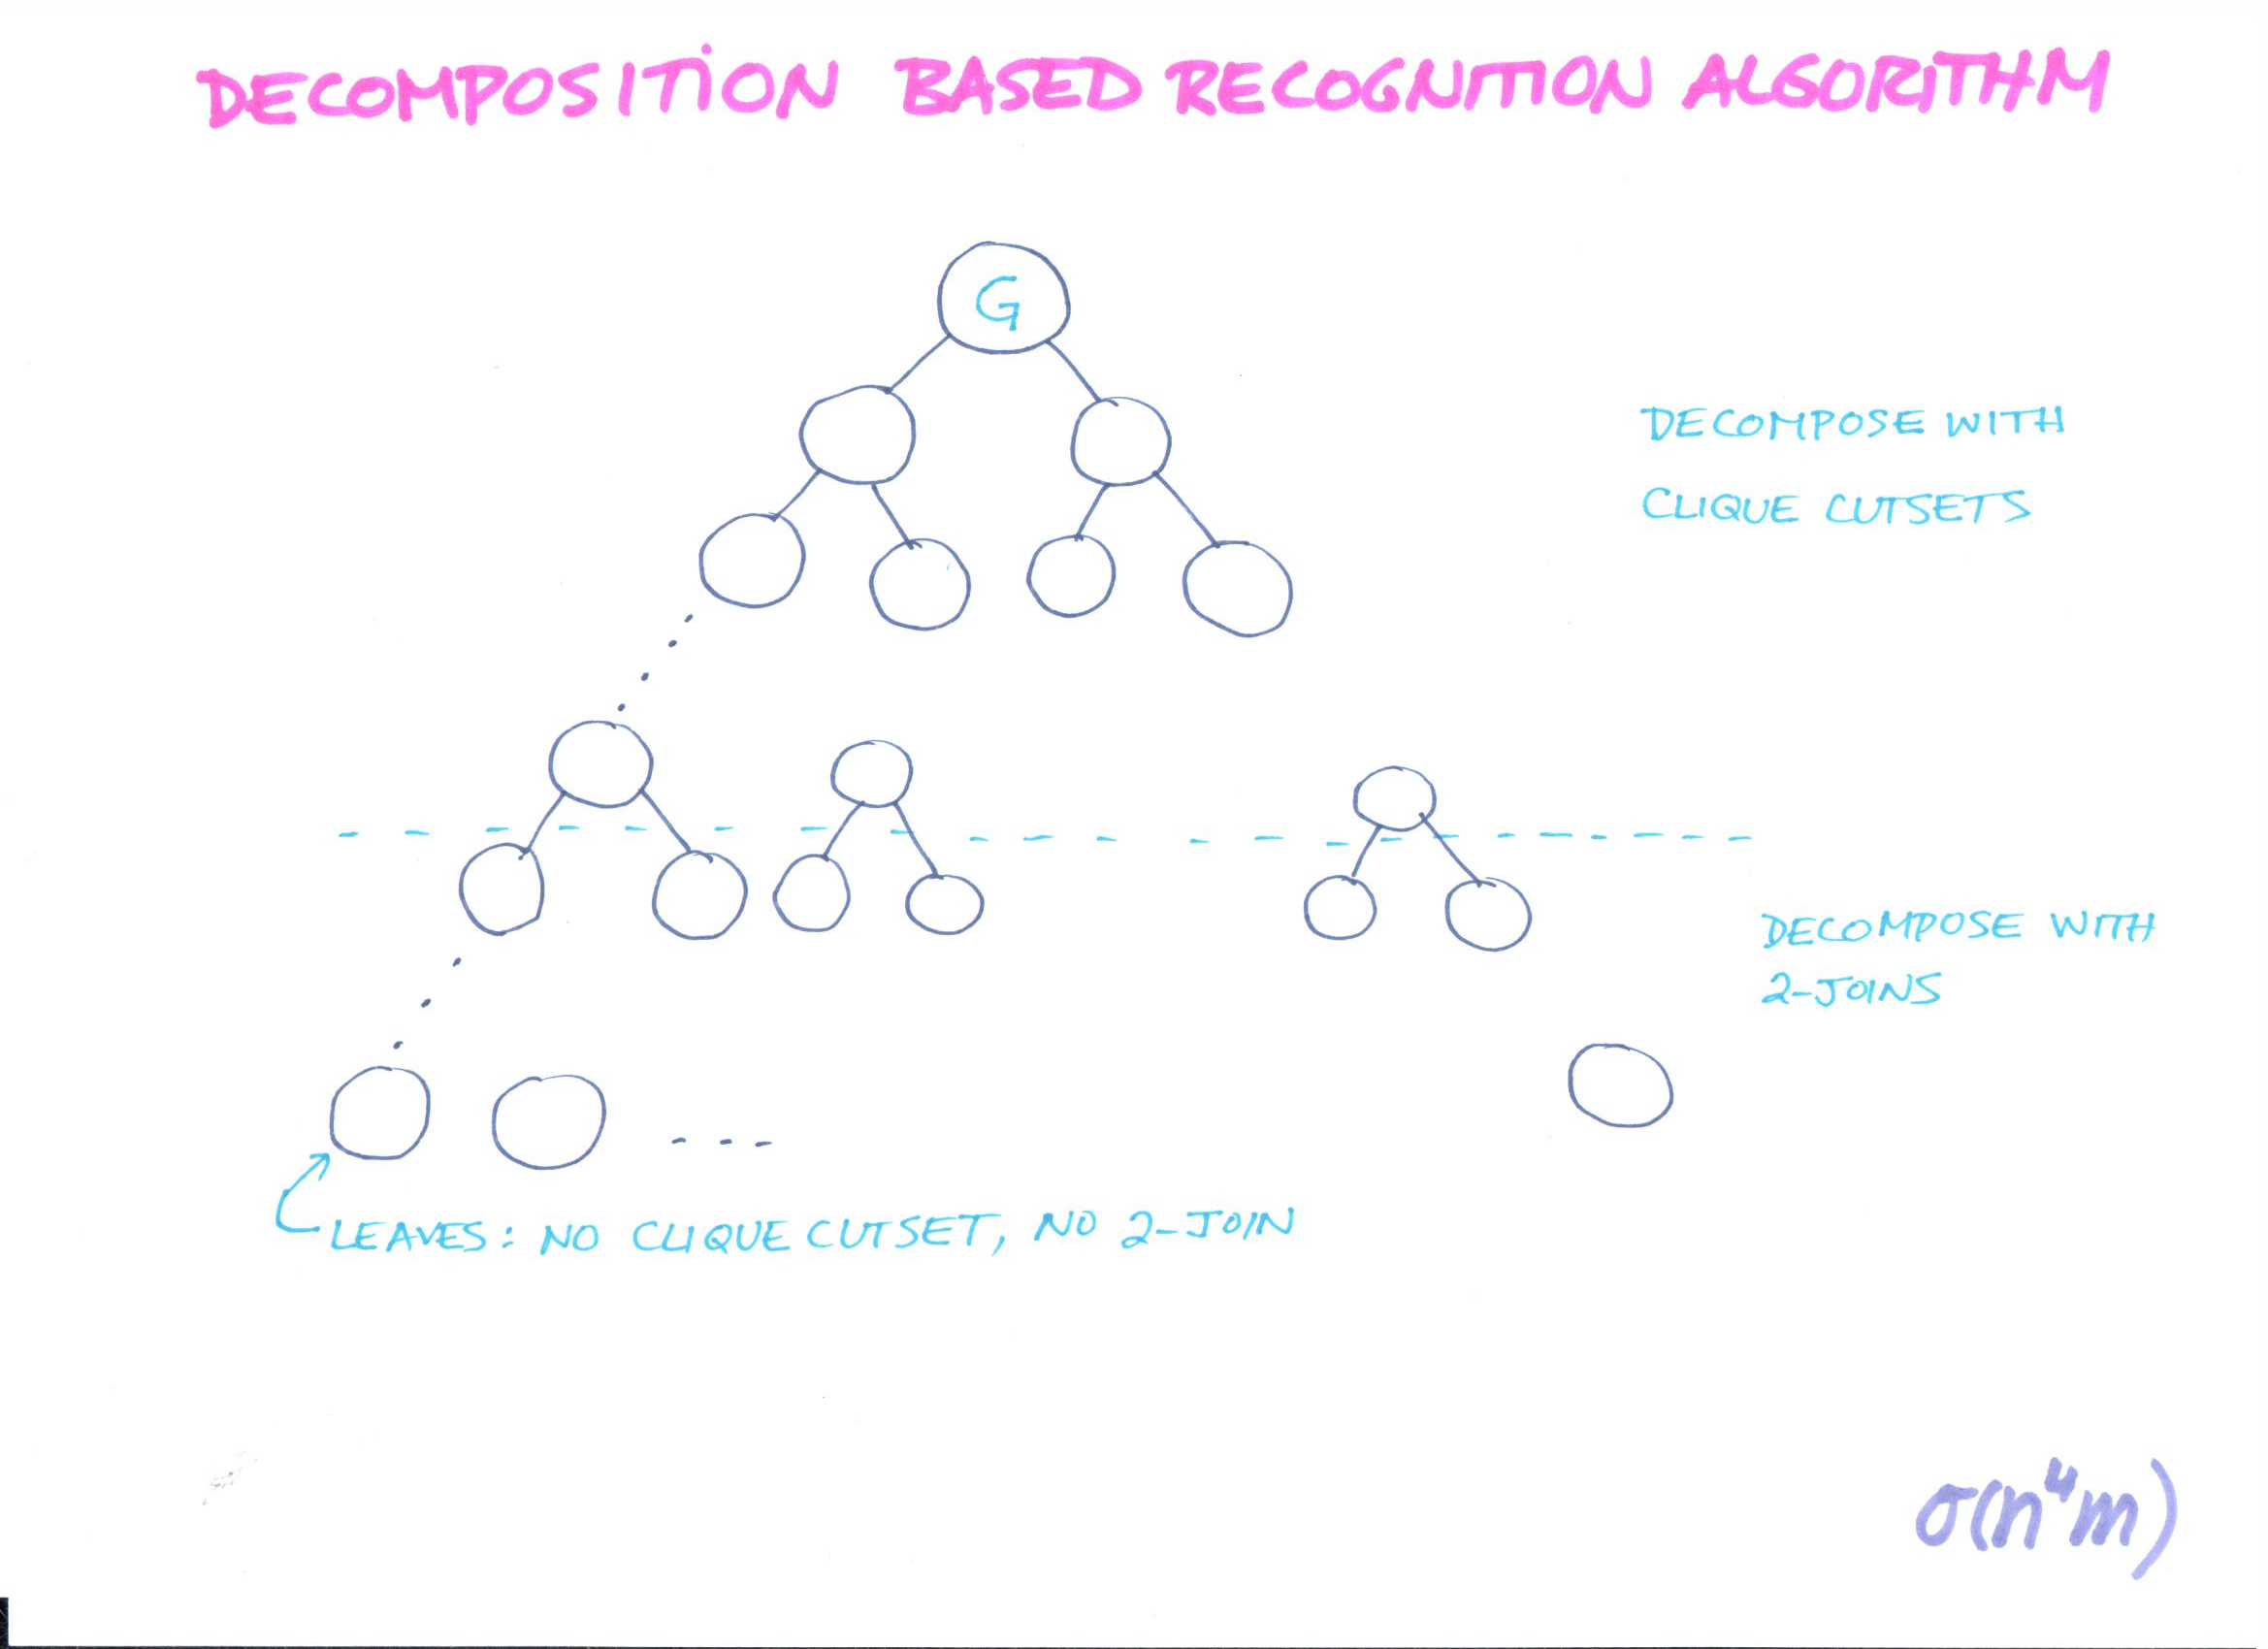 DECOMPOSITION BASED RECOGNITION ALGORITHM
G
DECOMPOSE WITH
CLIQUE CUTSETS
DECOMPOSE WITH
2-JOINS
LEAVES: NO CLIQUE CUTSET, NO 2-JOIN
O(n⁴m)